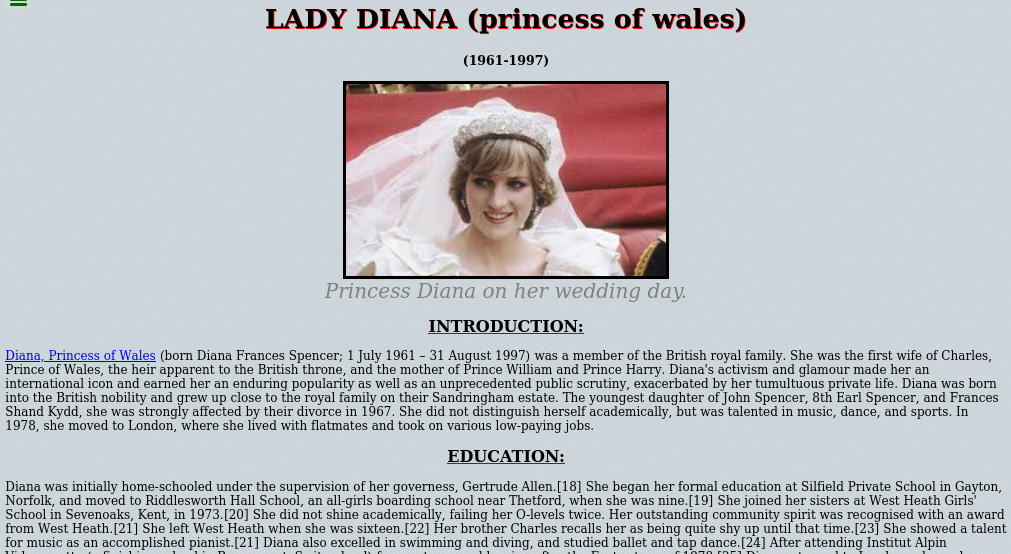 LADY DIANA (princess of wales)
(1961-1997)
Princess Diana on her wedding day.
INTRODUCTION:
Diana, Princess of Wales (born Diana Frances Spencer; 1 July 1961 – 31 August 1997) was a member of the British royal family. She was the first wife of Charles,
Prince of Wales, the heir apparent to the British throne, and the mother of Prince William and Prince Harry. Diana's activism and glamour made her an
international icon and earned her an enduring popularity as well as an unprecedented public scrutiny, exacerbated by her tumultuous private life. Diana was born
into the British nobility and grew up close to the royal family on their Sandringham estate. The youngest daughter of John Spencer, 8th Earl Spencer, and Frances
Shand Kydd, she was strongly affected by their divorce in 1967. She did not distinguish herself academically, but was talented in music, dance, and sports. In
1978, she moved to London, where she lived with flatmates and took on various low-paying jobs.
EDUCATION:
Diana was initially home-schooled under the supervision of her governess, Gertrude Allen.[18] She began her formal education at Silfield Private School in Gayton,
Norfolk, and moved to Riddlesworth Hall School, an all-girls boarding school near Thetford, when she was nine.[19] She joined her sisters at West Heath Girls'
School in Sevenoaks, Kent, in 1973.[20] She did not shine academically, failing her O-levels twice. Her outstanding community spirit was recognised with an award
from West Heath.[21] She left West Heath when she was sixteen.[22] Her brother Charles recalls her as being quite shy up until that time.[23] She showed a talent
for music as an accomplished pianist.[21] Diana also excelled in swimming and diving, and studied ballet and tap dance.[24] After attending Institut Alpin